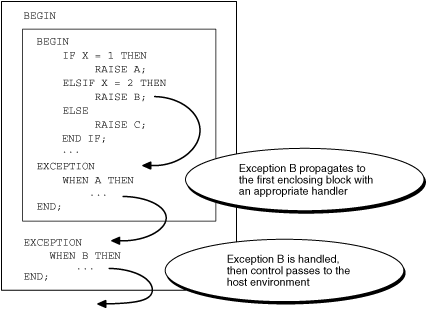 BEGIN
BEGIN
IF X = 1 THEN
RAISE A;
ELSIF X = 2 THEN
RAISE B;
ELSE
RAISE C;
END IF;
...
EXCEPTION
WHEN A THEN
...
END;
Exception B propagates to
the first enclosing block with
an appropriate handler
EXCEPTION
WHEN B THEN
...
END;
Exception B is handled,
then control passes to the
host environment